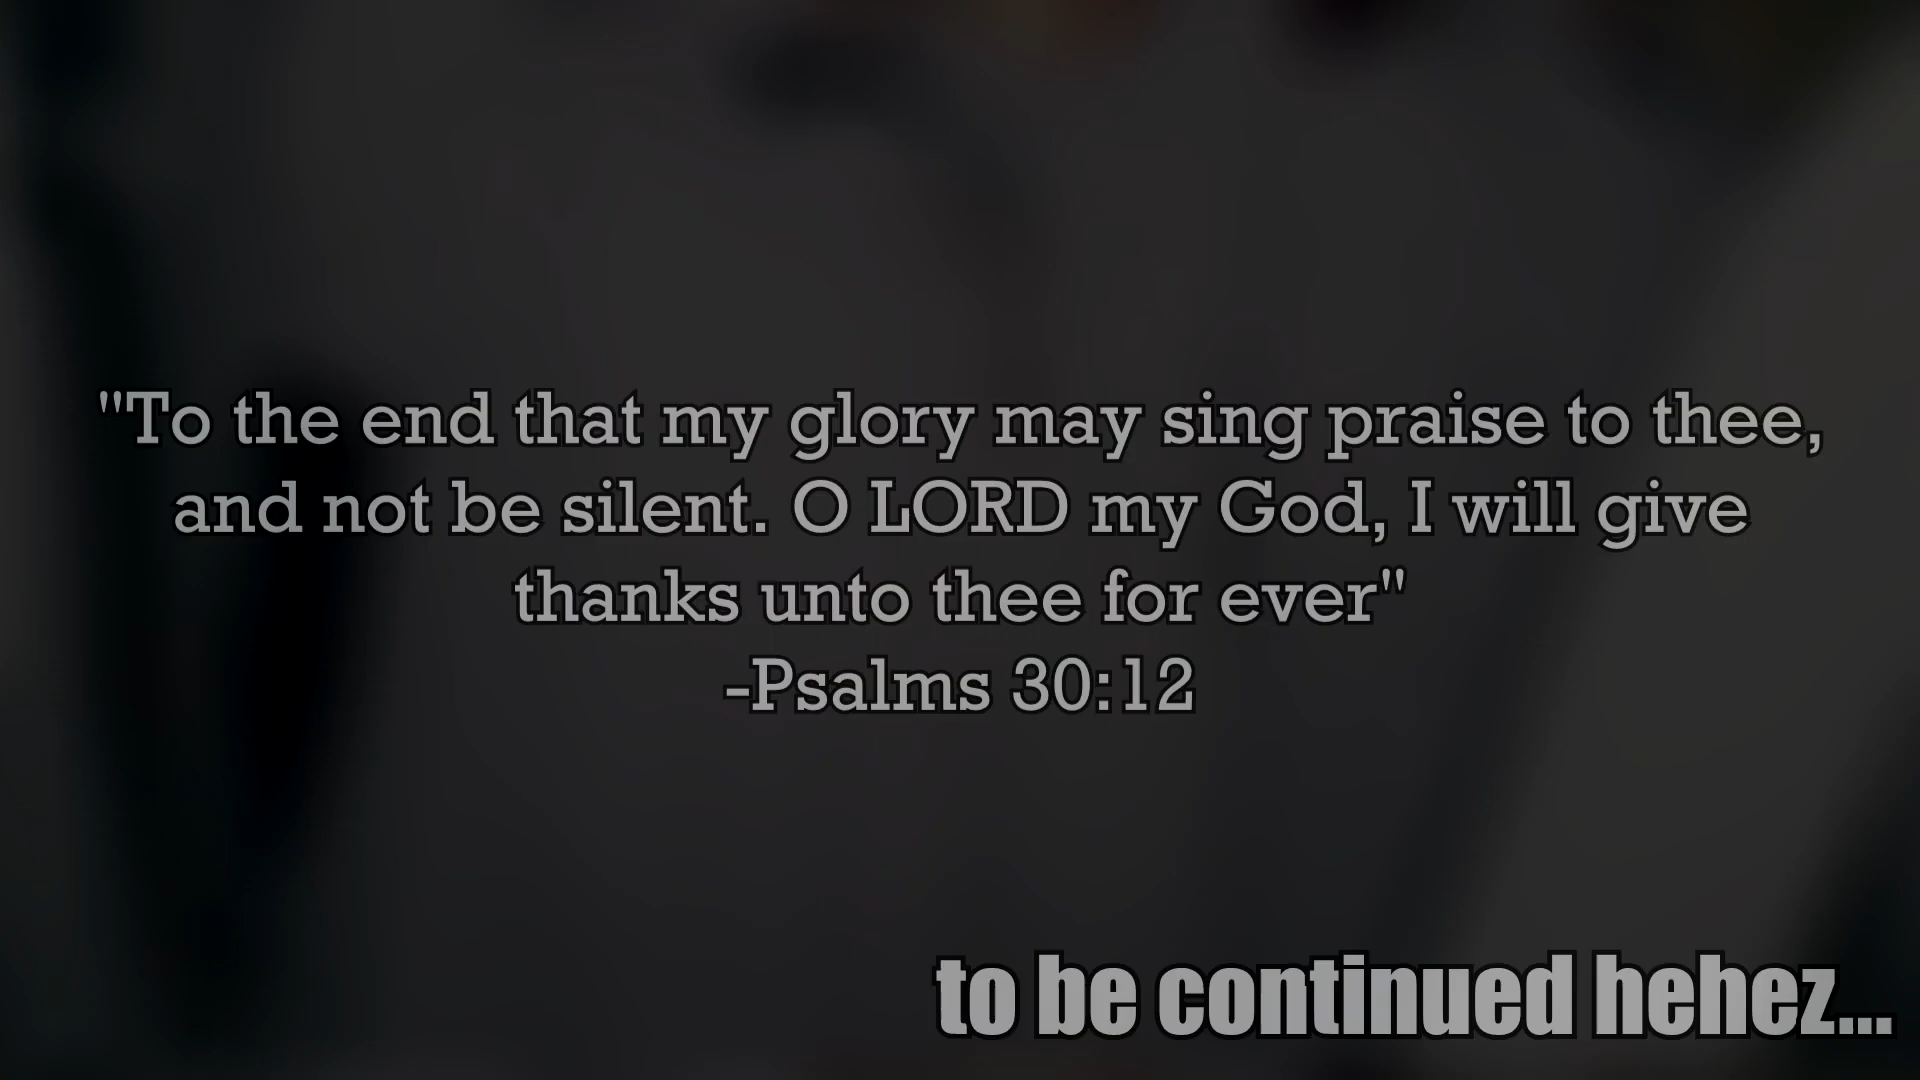 "To the end that my glory may sing praise to thee,
and not be silent. O LORD my God, I will give
thanks unto thee for ever"
-Psalms 30:12
to be continued hehez...